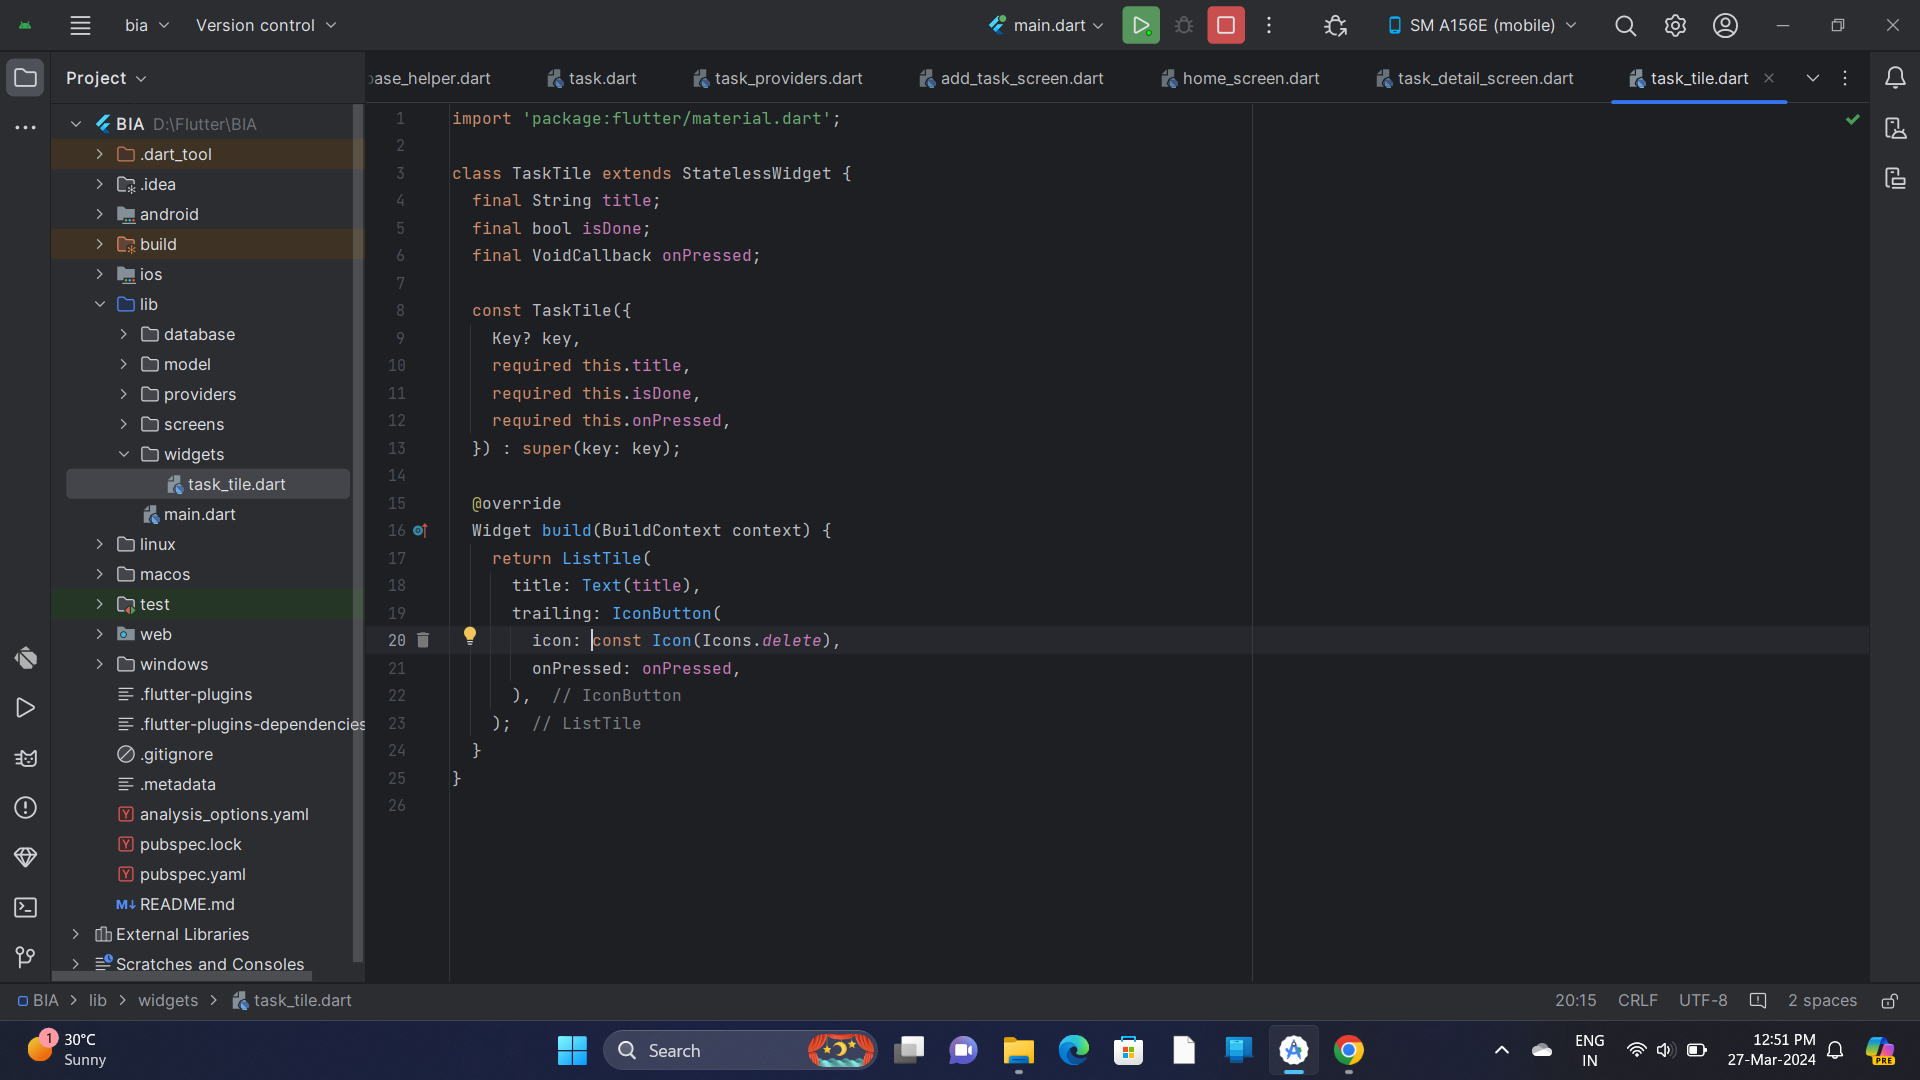 bia
Version control
main.dart
SM A156E (mobile)
Project
base_helper.dart
task.dart
task_providers.dart
add_task_screen.dart
home_screen.dart
task_detail_screen.dart
task_tile.dart
BIA D:\Flutter\BIA
.dart_tool
.idea
android
build
ios
lib
database
model
providers
screens
widgets
task_tile.dart
main.dart
linux
macos
test
web
windows
.flutter-plugins
.flutter-plugins-dependencies
.gitignore
.metadata
analysis_options.yaml
pubspec.lock
pubspec.yaml
README.md
External Libraries
Scratches and Consoles
1 import 'package:flutter/material.dart';
2
3 class TaskTile extends StatelessWidget {
4 final String title;
5 final bool isDone;
6 final VoidCallback onPressed;
7
8 const TaskTile({
9 Key? key,
10 required this.title,
11 required this.isDone,
12 required this.onPressed,
13 }) : super(key: key);
14
15 @override
16 Widget build(BuildContext context) {
17 return ListTile(
18 title: Text(title),
19 trailing: IconButton(
20 icon: const Icon(Icons.delete),
21 onPressed: onPressed,
22 ), // IconButton
23 ); // ListTile
24 }
25 }
26
BIA > lib > widgets > task_tile.dart
20:15 CRLF UTF-8 2 spaces
1
30°C
Sunny
Search
ENG
IN
12:51 PM
27-Mar-2024
PRE